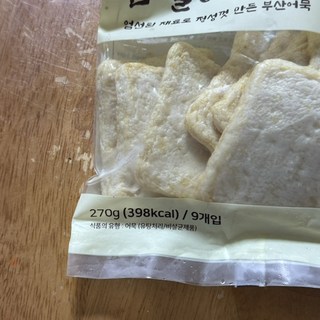 엄선된 재료로 정성껏 만든 부산어묵
270g (398kcal) / 9개입
식품의 유형 : 어묵 (유탕처리/비살균제품)